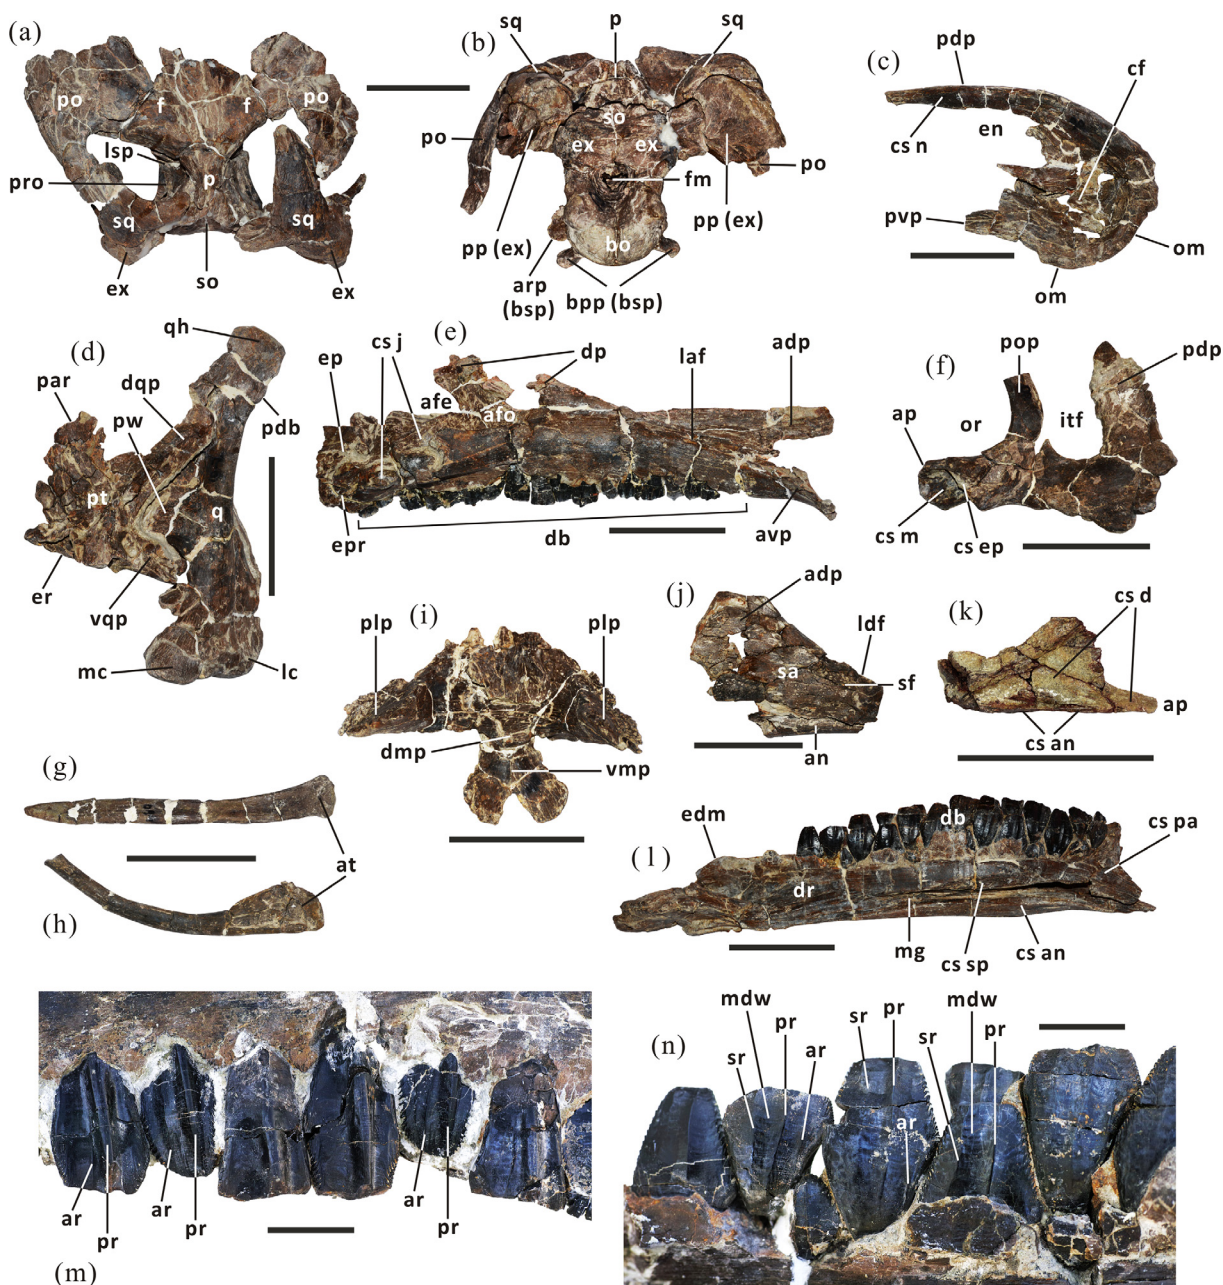 (a)
po
f
f
po
lsp
pro
p
sq
sq
ex
so
ex
(b)
sq
p
sq
po
so
ex
ex
po
fm
pp (ex)
pp (ex)
bo
arp
(bsp)
bpp (bsp)
(c)
pdp
cf
cs n
en
pvp
om
om
(d)
qh
par
dqp
pw
pdb
pt
q
er
vqp
mc
lc
(e)
ep
cs j
dp
laf
adp
afe
afo
epr
db
avp
(f)
pop
pdp
ap
or
itf
cs m
cs ep
(g)
at
(h)
(i)
plp
plp
dmp
vmp
(j)
adp
ldf
sa
sf
an
(k)
cs d
ap
cs an
(l)
edm
db
cs pa
dr
mg
cs sp
cs an
ar
pr
ar
pr
ar
pr
(m)
(n)
mdw
sr
pr
ar
sr
pr
ar
mdw
sr
pr